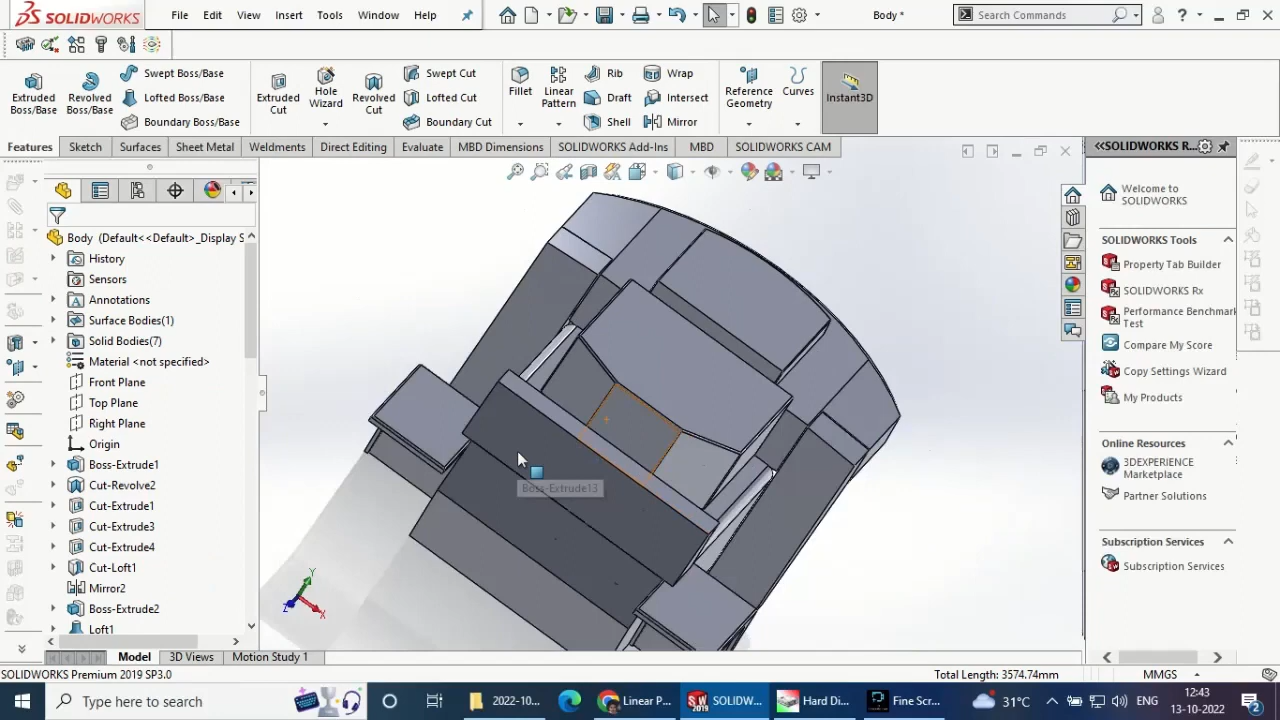 SOLIDWORKS
File
Edit
View
Insert
Tools
Window
Help
Body *
Search Commands
Extruded Boss/Base
Revolved Boss/Base
Swept Boss/Base
Lofted Boss/Base
Boundary Boss/Base
Extruded Cut
Hole Wizard
Revolved Cut
Swept Cut
Lofted Cut
Boundary Cut
Fillet
Linear Pattern
Rib
Draft
Shell
Wrap
Intersect
Mirror
Reference Geometry
Curves
Instant3D
Features
Sketch
Surfaces
Sheet Metal
Weldments
Direct Editing
Evaluate
MBD Dimensions
SOLIDWORKS Add-Ins
MBD
SOLIDWORKS CAM
Body (Default<<Default>_Display S
History
Sensors
Annotations
Surface Bodies(1)
Solid Bodies(7)
Material <not specified>
Front Plane
Top Plane
Right Plane
Origin
Boss-Extrude1
Cut-Revolve2
Cut-Extrude1
Cut-Extrude3
Cut-Extrude4
Cut-Loft1
Mirror2
Boss-Extrude2
Loft1
Boss-Extrude13
Y
Z
X
SOLIDWORKS R...
Welcome to
SOLIDWORKS
SOLIDWORKS Tools
Property Tab Builder
SOLIDWORKS Rx
Performance Benchmark
Test
Compare My Score
Copy Settings Wizard
My Products
Online Resources
3DEXPERIENCE
Marketplace
Partner Solutions
Subscription Services
Subscription Services
Model
3D Views
Motion Study 1
SOLIDWORKS Premium 2019 SP3.0
Total Length: 3574.74mm
MMGS
Type here to search
2022-10...
Linear P...
SOLIDW...
Hard Di...
Fine Scr...
31°C
ENG
12:43
13-10-2022
2